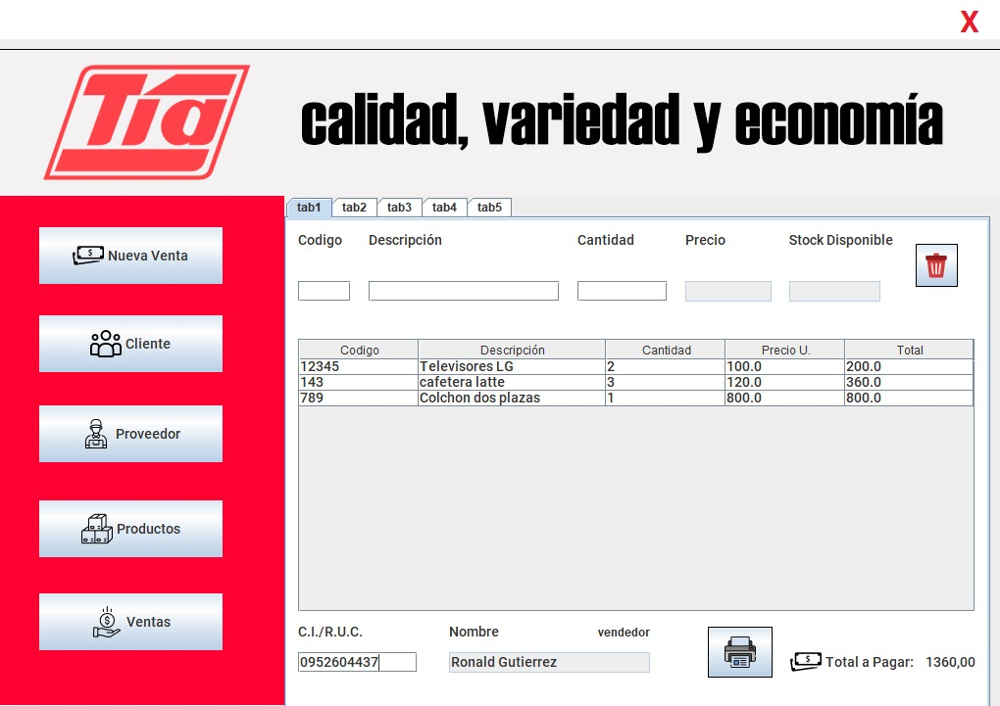 X
Tía
calidad, variedad y economía
tab1 tab2 tab3 tab4 tab5
Codigo Descripción Cantidad Precio Stock Disponible
Nueva Venta
Cliente
Proveedor
Productos
Ventas
Codigo Descripción Cantidad Precio U. Total
12345 Televisores LG 2 100.0 200.0
143 cafetera latte 3 120.0 360.0
789 Colchon dos plazas 1 800.0 800.0
C.I./R.U.C. Nombre vendedor
0952604437 Ronald Gutierrez $ Total a Pagar: 1360,00